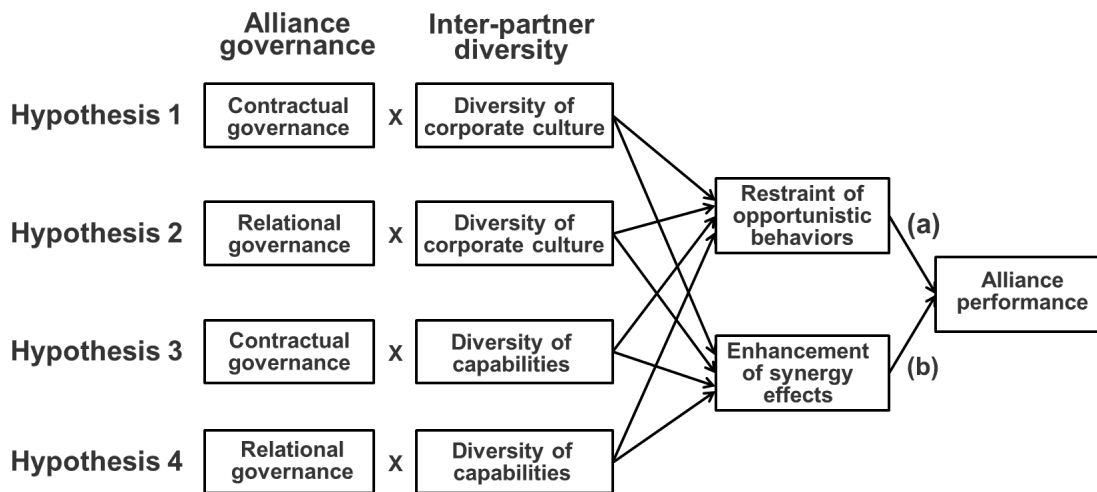 Alliance
governance
Inter-partner
diversity
Hypothesis 1
Contractual
governance
X
Diversity of
corporate culture
Hypothesis 2
Relational
governance
X
Diversity of
corporate culture
Hypothesis 3
Contractual
governance
X
Diversity of
capabilities
Hypothesis 4
Relational
governance
X
Diversity of
capabilities
Restraint of
opportunistic
behaviors
(a)
Enhancement
of synergy
effects
(b)
Alliance
performance